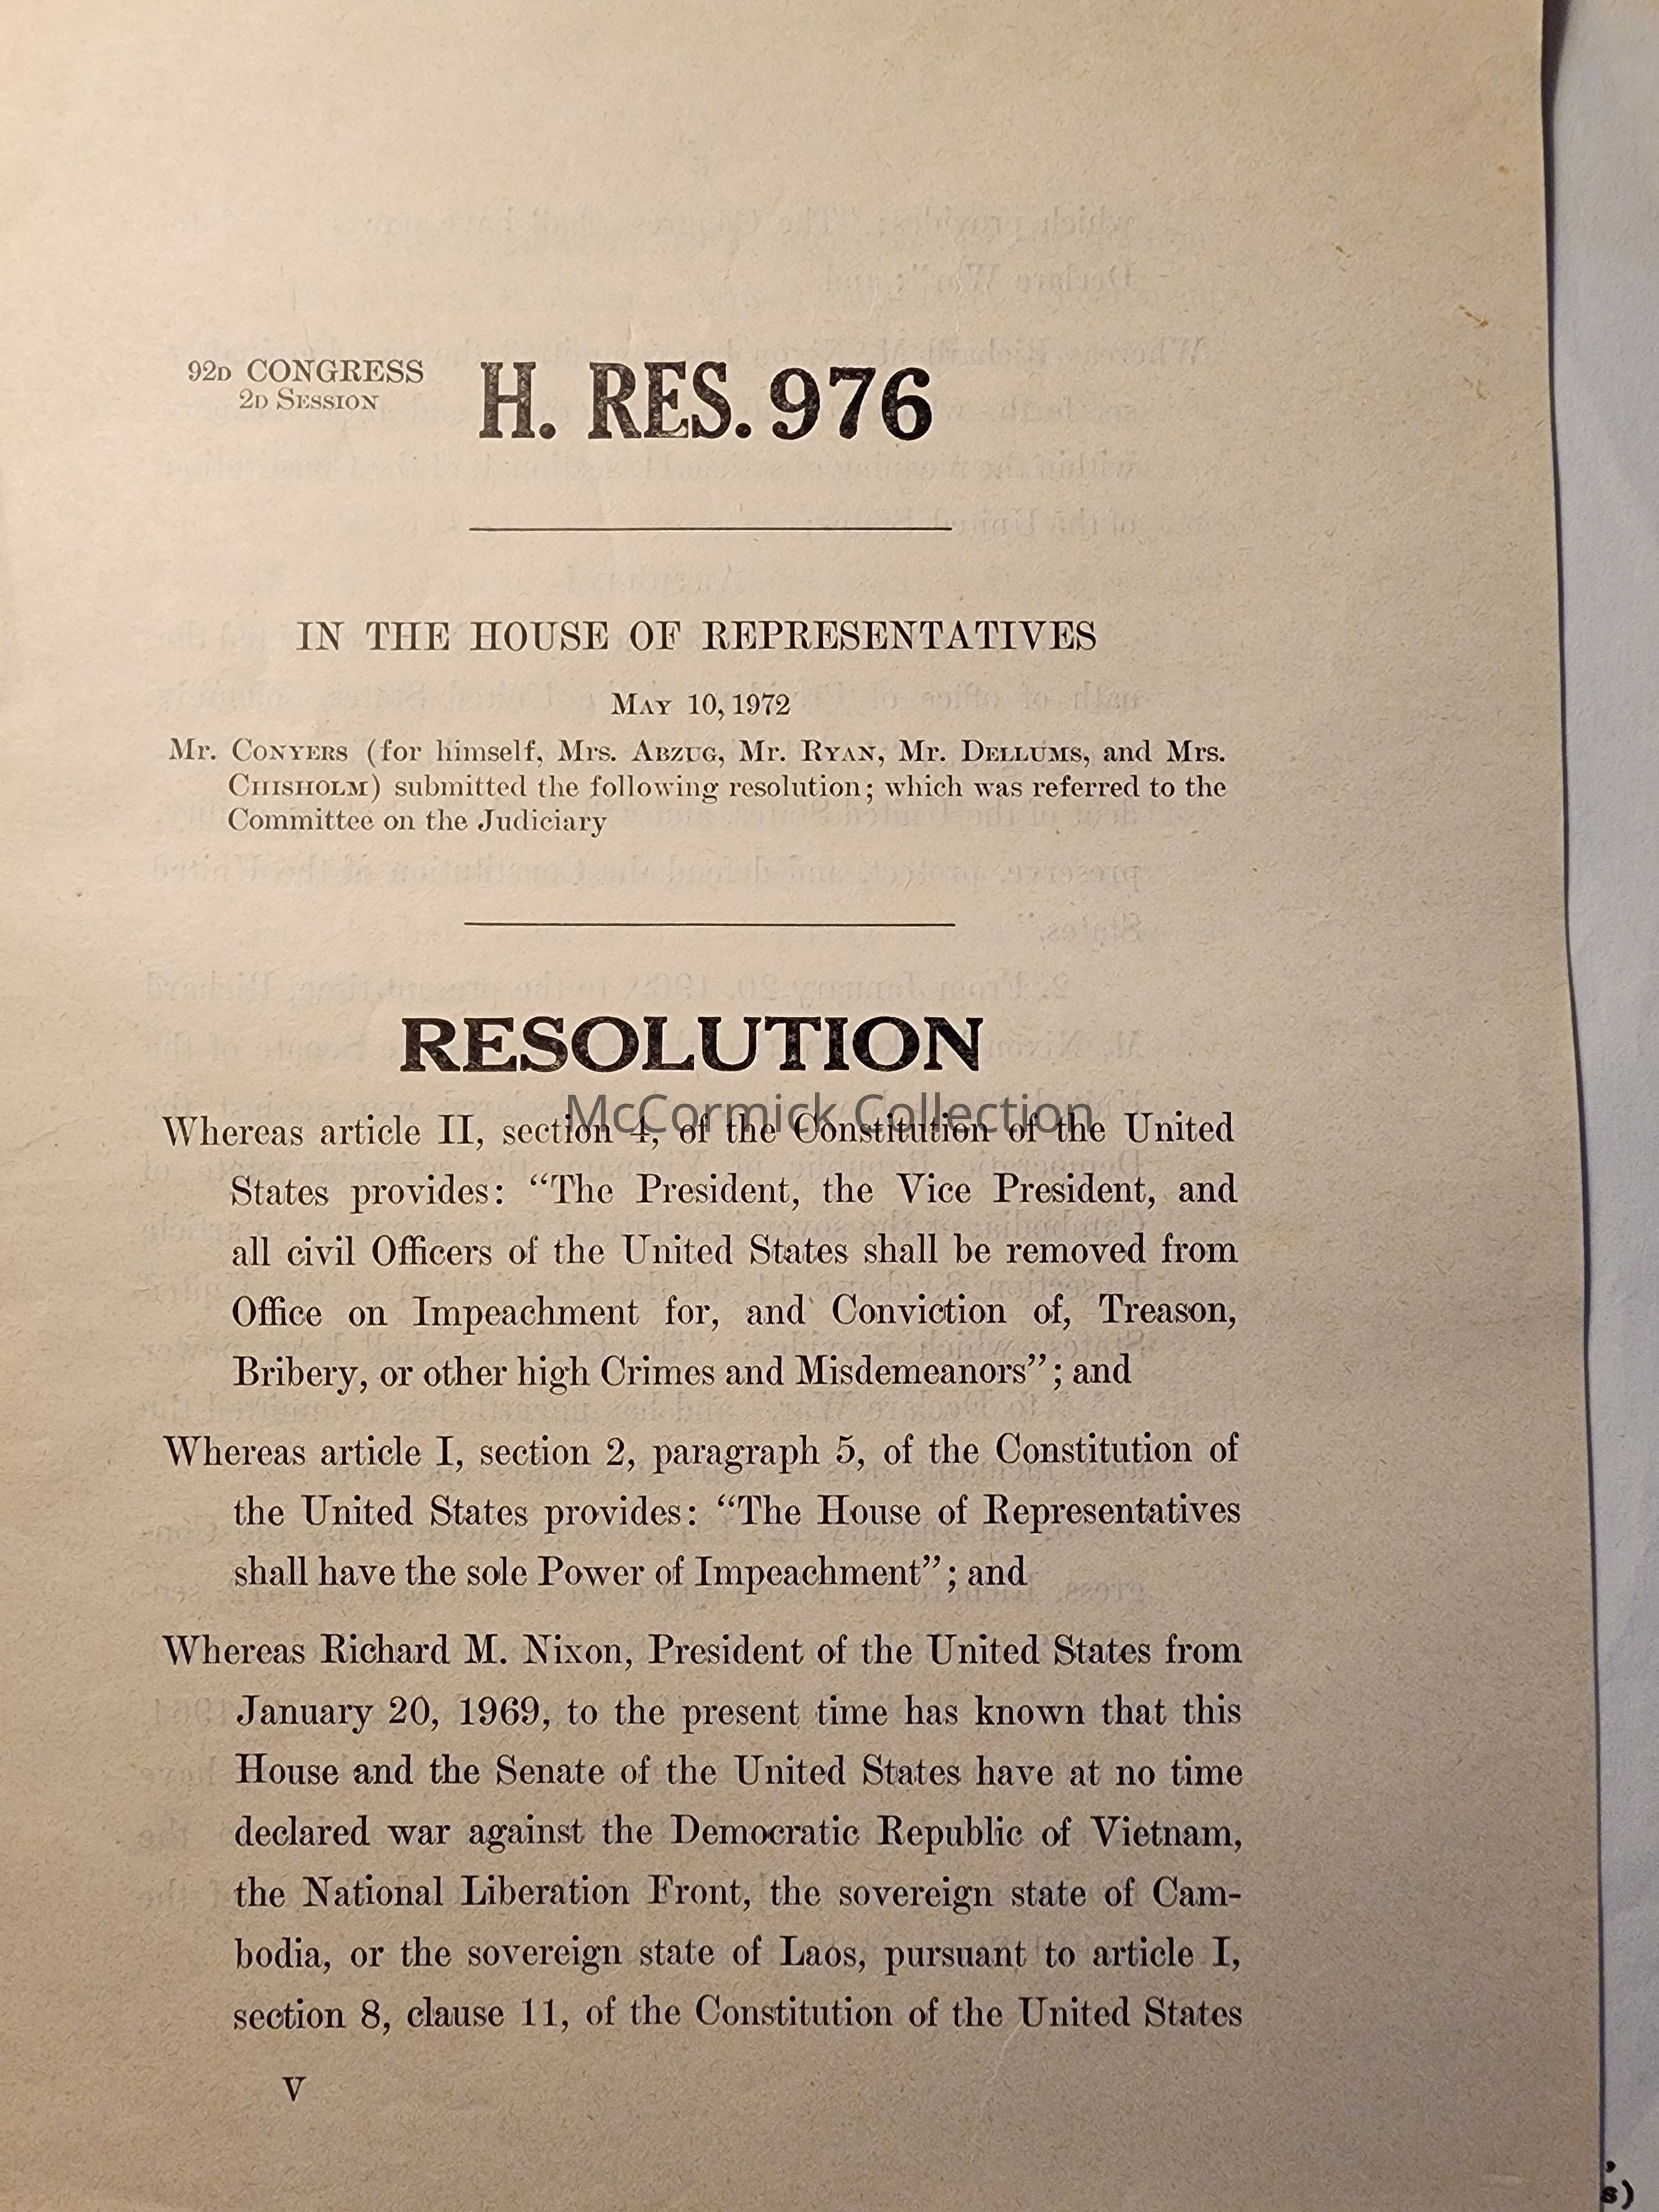 92D CONGRESS
2D SESSION
H. RES. 976
IN THE HOUSE OF REPRESENTATIVES
MAY 10, 1972
Mr. CONYERS (for himself, Mrs. ABZUG, Mr. RYAN, Mr. DELLUMS, and Mrs.
CHISHOLM) submitted the following resolution; which was referred to the
Committee on the Judiciary
RESOLUTION
McCormick Collection
Whereas article II, section 4, of the Constitution of the United
States provides: “The President, the Vice President, and
all civil Officers of the United States shall be removed from
Office on Impeachment for, and Conviction of, Treason,
Bribery, or other high Crimes and Misdemeanors”; and
Whereas article I, section 2, paragraph 5, of the Constitution of
the United States provides: “The House of Representatives
shall have the sole Power of Impeachment”; and
Whereas Richard M. Nixon, President of the United States from
January 20, 1969, to the present time has known that this
House and the Senate of the United States have at no time
declared war against the Democratic Republic of Vietnam,
the National Liberation Front, the sovereign state of Cam-
bodia, or the sovereign state of Laos, pursuant to article I,
section 8, clause 11, of the Constitution of the United States
V
s)